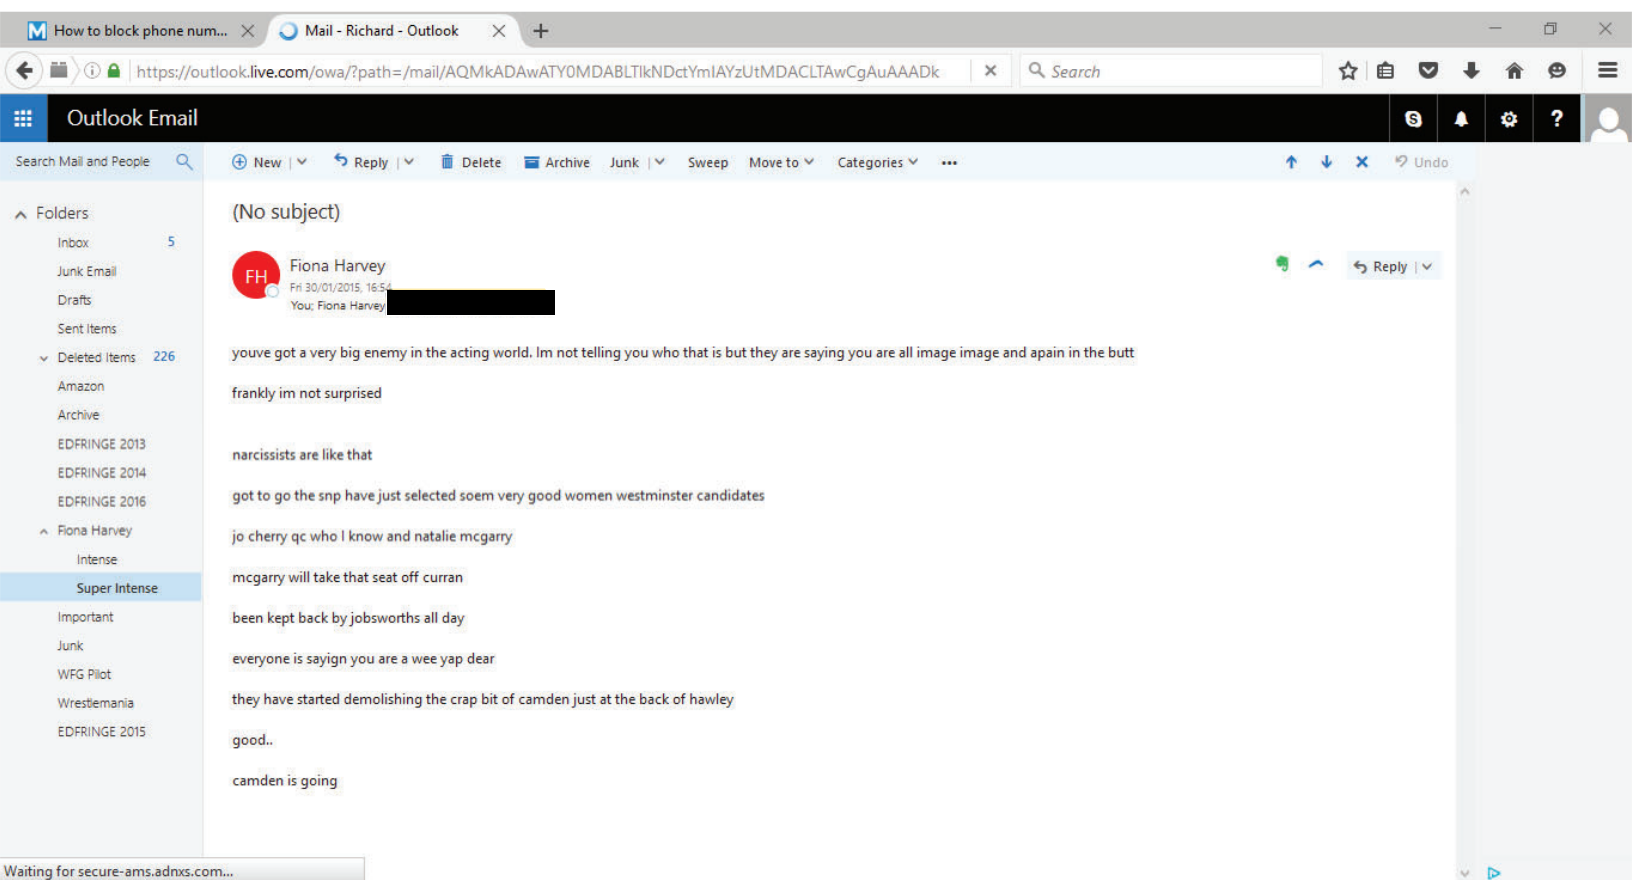 How to block phone num...
Mail - Richard - Outlook
https://outlook.live.com/owa/?path=/mail/AQMkADAwATY0MDABLTlkNDctYmIAYzUtMDACLTAwCgAuAAADk
Search
Outlook Email
Search Mail and People
New
Reply
Delete
Archive
Junk
Sweep
Move to
Categories
Undo
Folders
Inbox 5
Junk Email
Drafts
Sent Items
Deleted Items 226
Amazon
Archive
EDFRINGE 2013
EDFRINGE 2014
EDFRINGE 2016
Fiona Harvey
Intense
Super Intense
Important
Junk
WFG Pilot
Wrestlemania
EDFRINGE 2015
(No subject)
FH
Fiona Harvey
Fri 30/01/2015, 16:54
You; Fiona Harvey
Reply
youve got a very big enemy in the acting world. Im not telling you who that is but they are saying you are all image image and apain in the butt
frankly im not surprised
narcissists are like that
got to go the snp have just selected soem very good women westminster candidates
jo cherry qc who I know and natalie mcgarry
mcgarry will take that seat off curran
been kept back by jobsworths all day
everyone is sayign you are a wee yap dear
they have started demolishing the crap bit of camden just at the back of hawley
good..
camden is going
Waiting for secure-ams.adnxs.com...